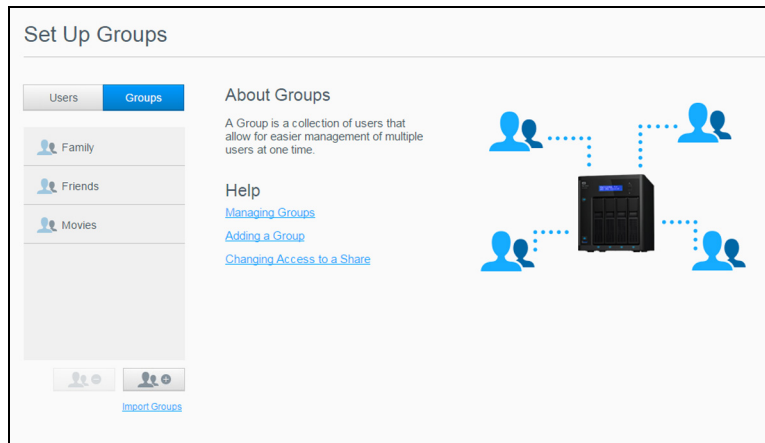 Set Up Groups
Users
Groups
Family
Friends
Movies
Import Groups
About Groups
A Group is a collection of users that
allow for easier management of multiple
users at one time.
Help
Managing Groups
Adding a Group
Changing Access to a Share